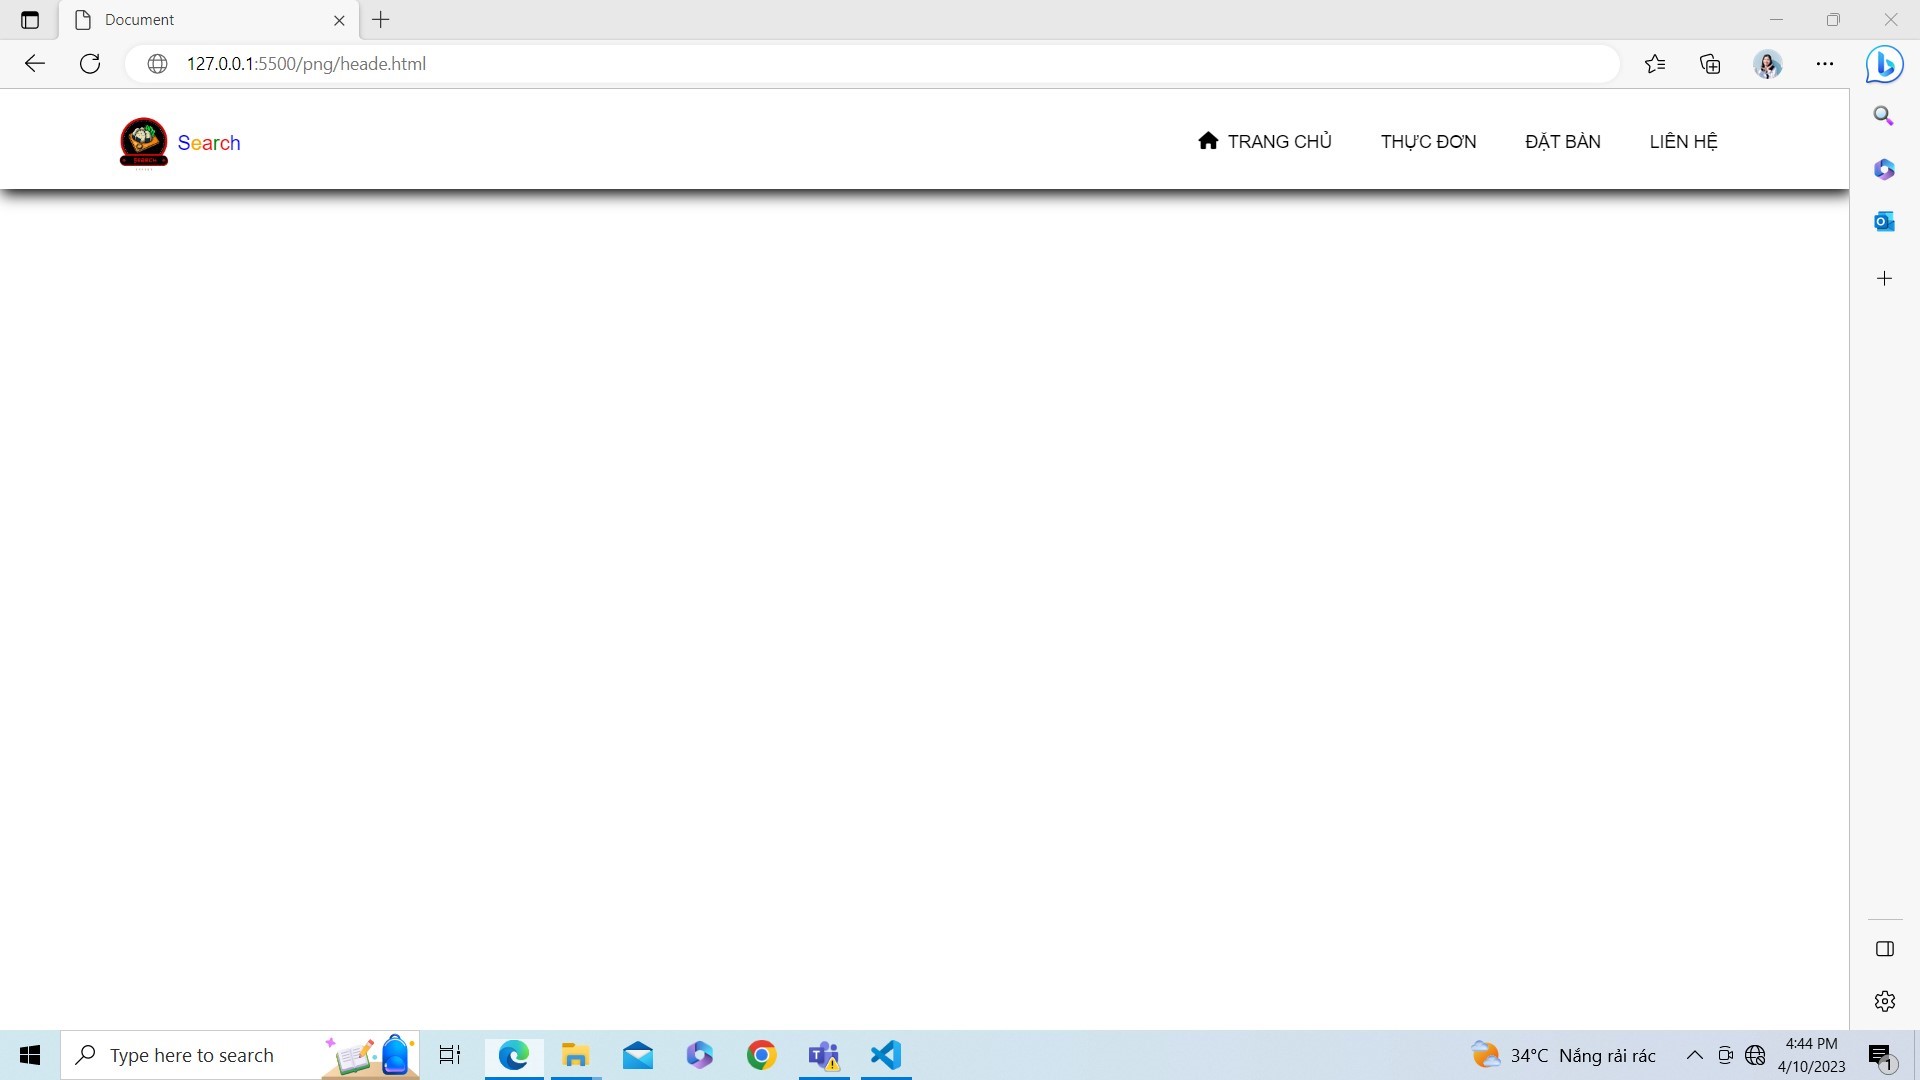 Document
127.0.0.1:5500/png/heade.html
Search
TRANG CHỦ
THỰC ĐƠN
ĐẶT BÀN
LIÊN HỆ
Type here to search
34°C Nắng rải rác
4:44 PM
4/10/2023
1